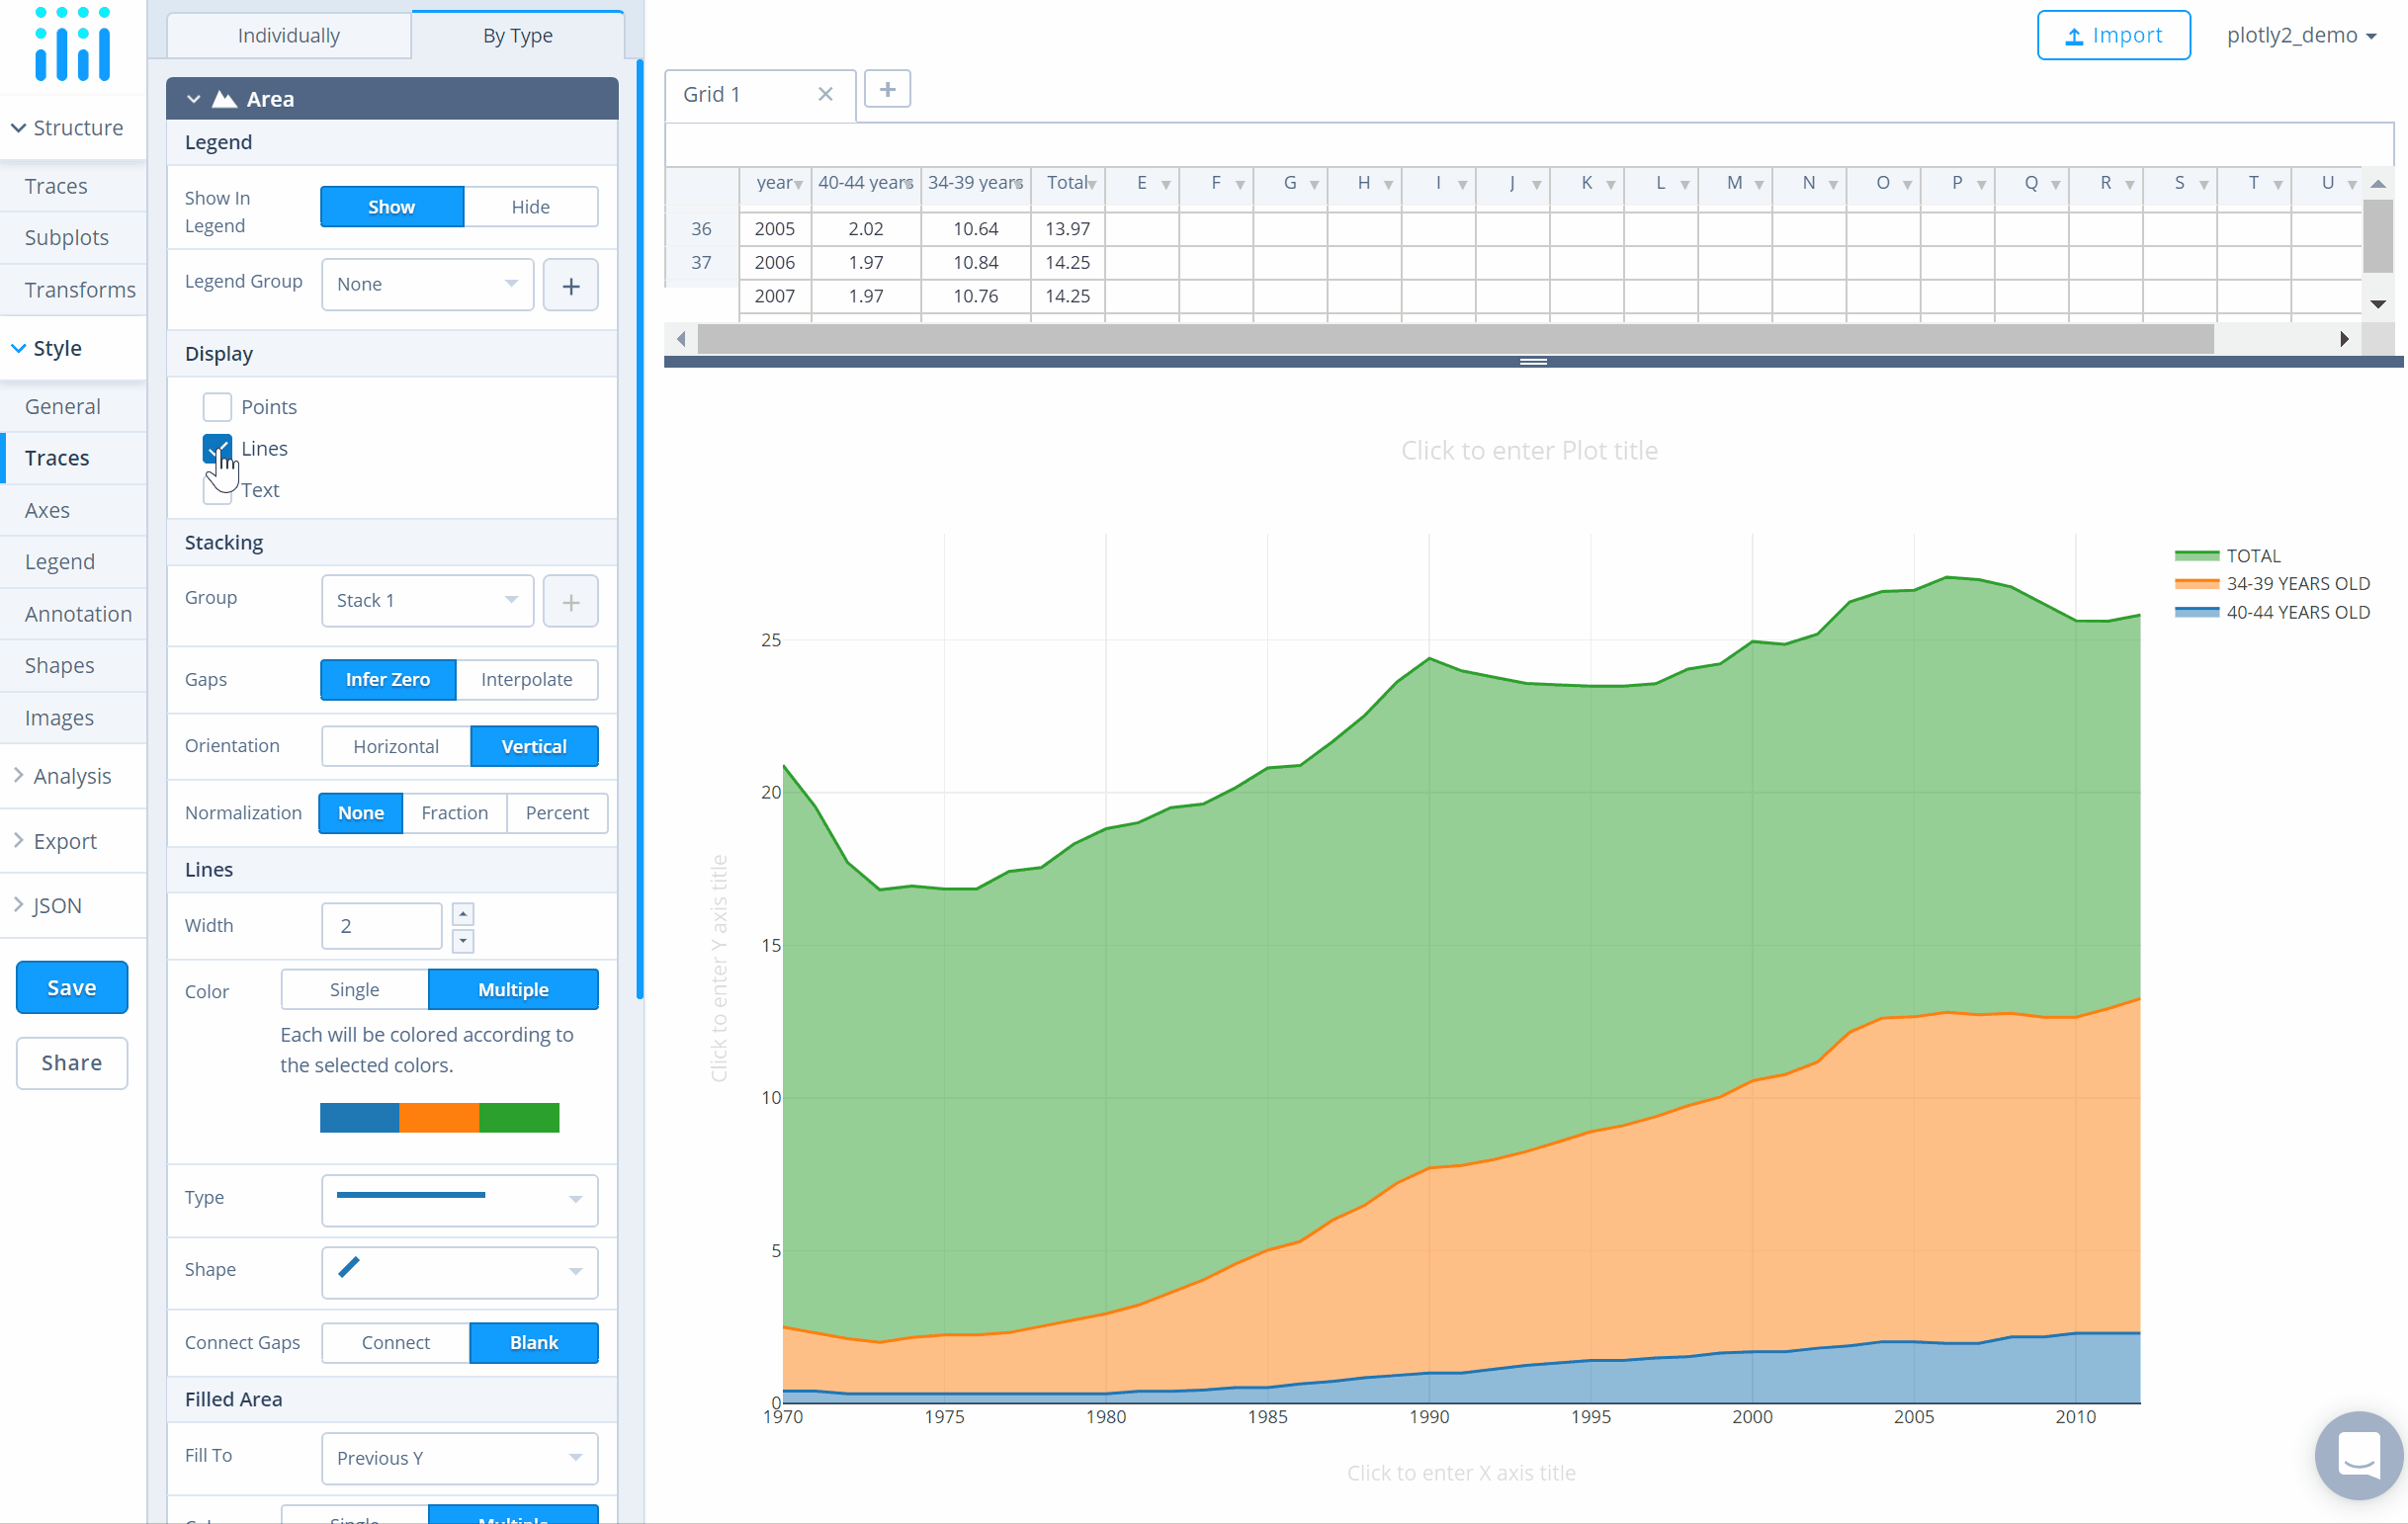 Individually
By Type
Import
plotly2_demo
Structure
Traces
Subplots
Transforms
Style
General
Traces
Axes
Legend
Annotation
Shapes
Images
Analysis
Export
JSON
Save
Share
Area
Legend
Show In
Legend
Show Hide
Legend Group None +
Display
Points
Lines
Text
Stacking
Group Stack 1 +
Gaps Infer Zero Interpolate
Orientation Horizontal Vertical
Normalization None Fraction Percent
Lines
Width 2
Color Single Multiple
Each will be colored according to
the selected colors.
Type
Shape
Connect Gaps Connect Blank
Filled Area
Fill To Previous Y
Grid 1 × +
year 40-44 years 34-39 years Total E F G H I J K L M N O P Q R S T U
36 2005 2.02 10.64 13.97
37 2006 1.97 10.84 14.25
2007 1.97 10.76 14.25
Click to enter Plot title
TOTAL
34-39 YEARS OLD
40-44 YEARS OLD
Click to enter Y axis title
25
20
15
10
5
0
1970 1975 1980 1985 1990 1995 2000 2005 2010
Click to enter X axis title